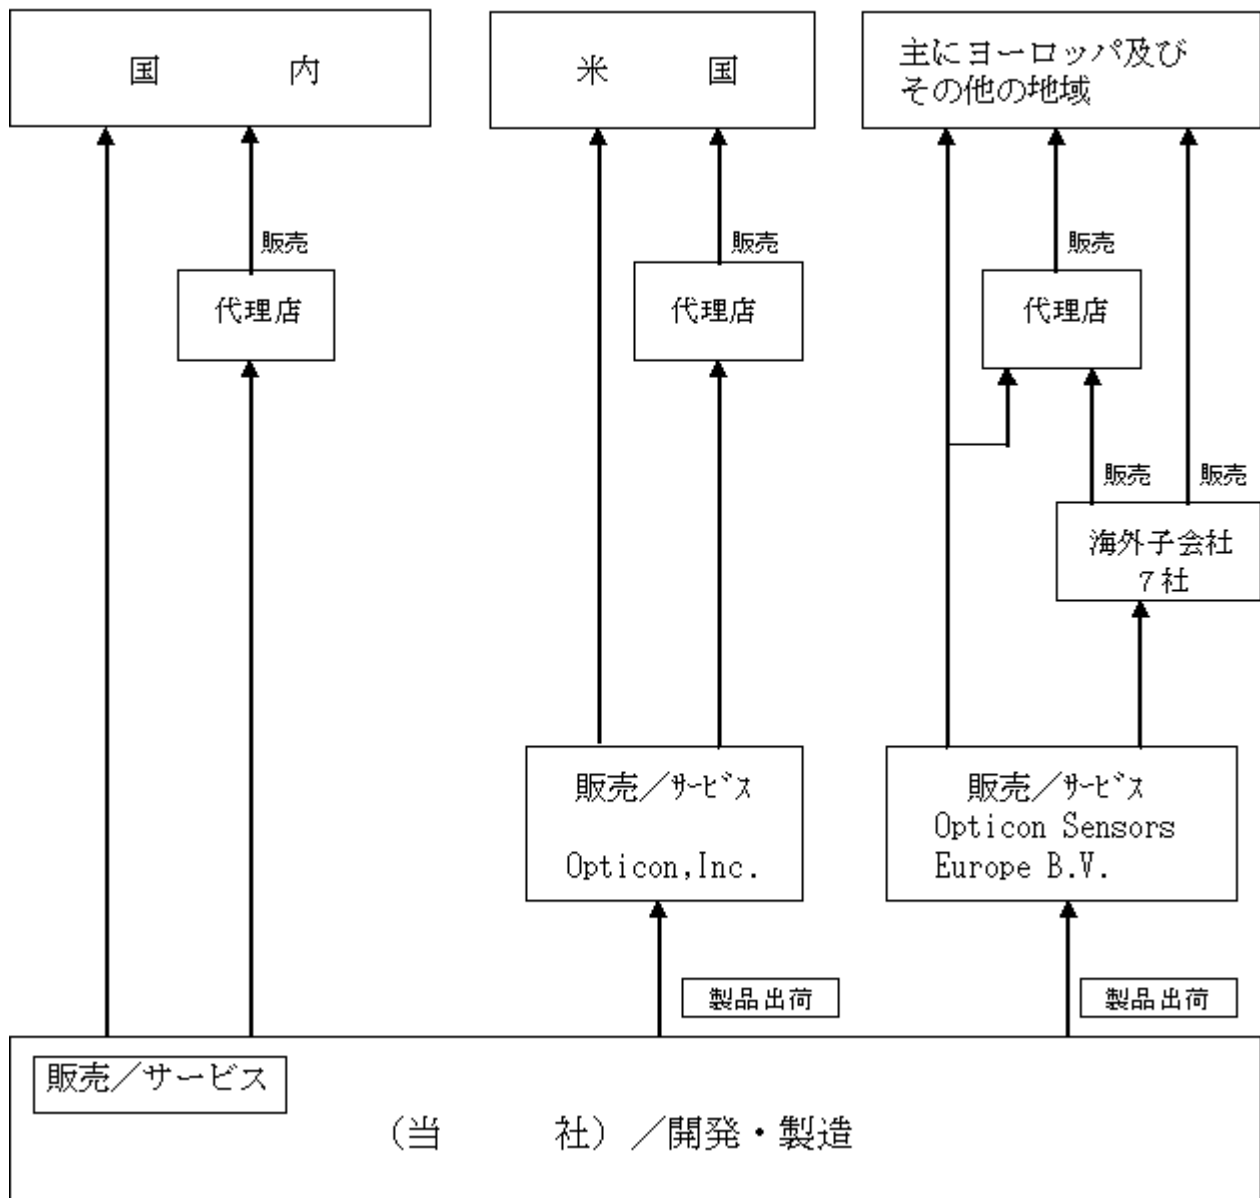 国　　　内
米　　　国
主にヨーロッパ及び
その他の地域
販売
販売
販売
代理店
代理店
代理店
販売
販売
海外子会社
７社
販売／ｻｰﾋﾞｽ
Opticon,Inc.
販売／ｻｰﾋﾞｽ
Opticon Sensors
Europe B.V.
製品出荷
製品出荷
販売／サービス
（当　　　社）／開発・製造